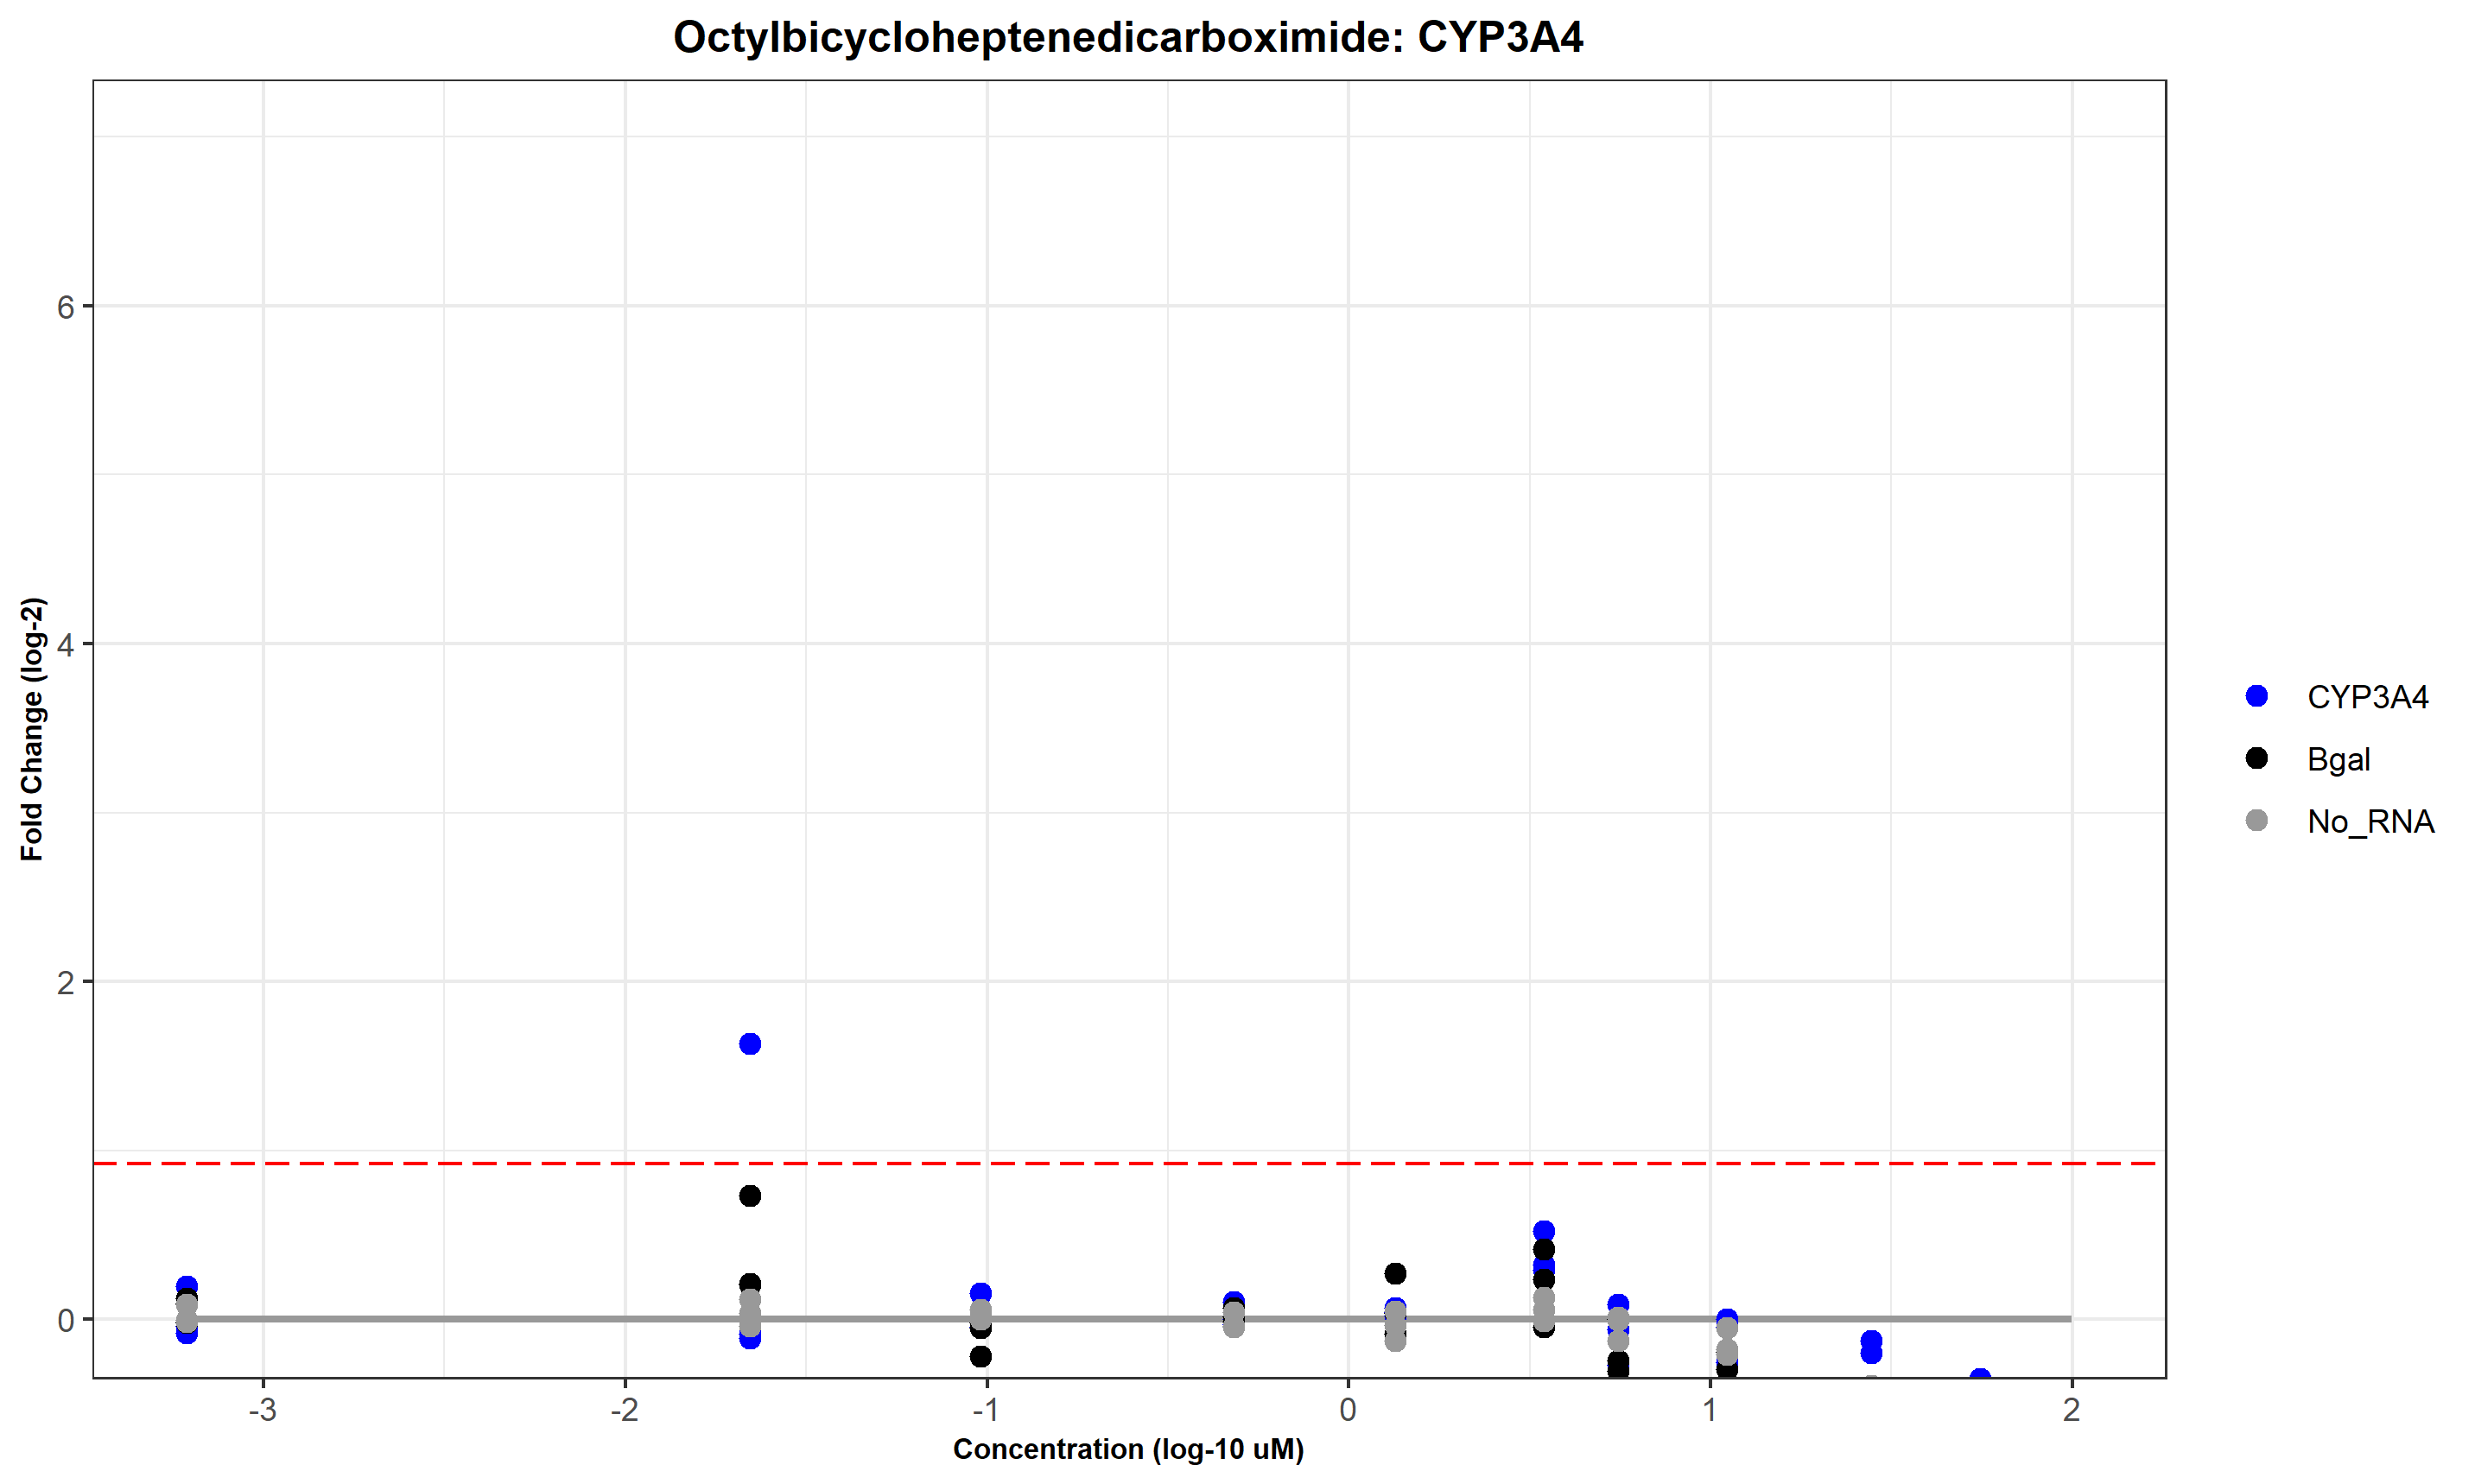 Octylbicycloheptenedicarboximide: CYP3A4
Fold Change (log-2)
6
4
2
0
-3
-2
-1
0
1
2
Concentration (log-10 uM)
CYP3A4
Bgal
No_RNA